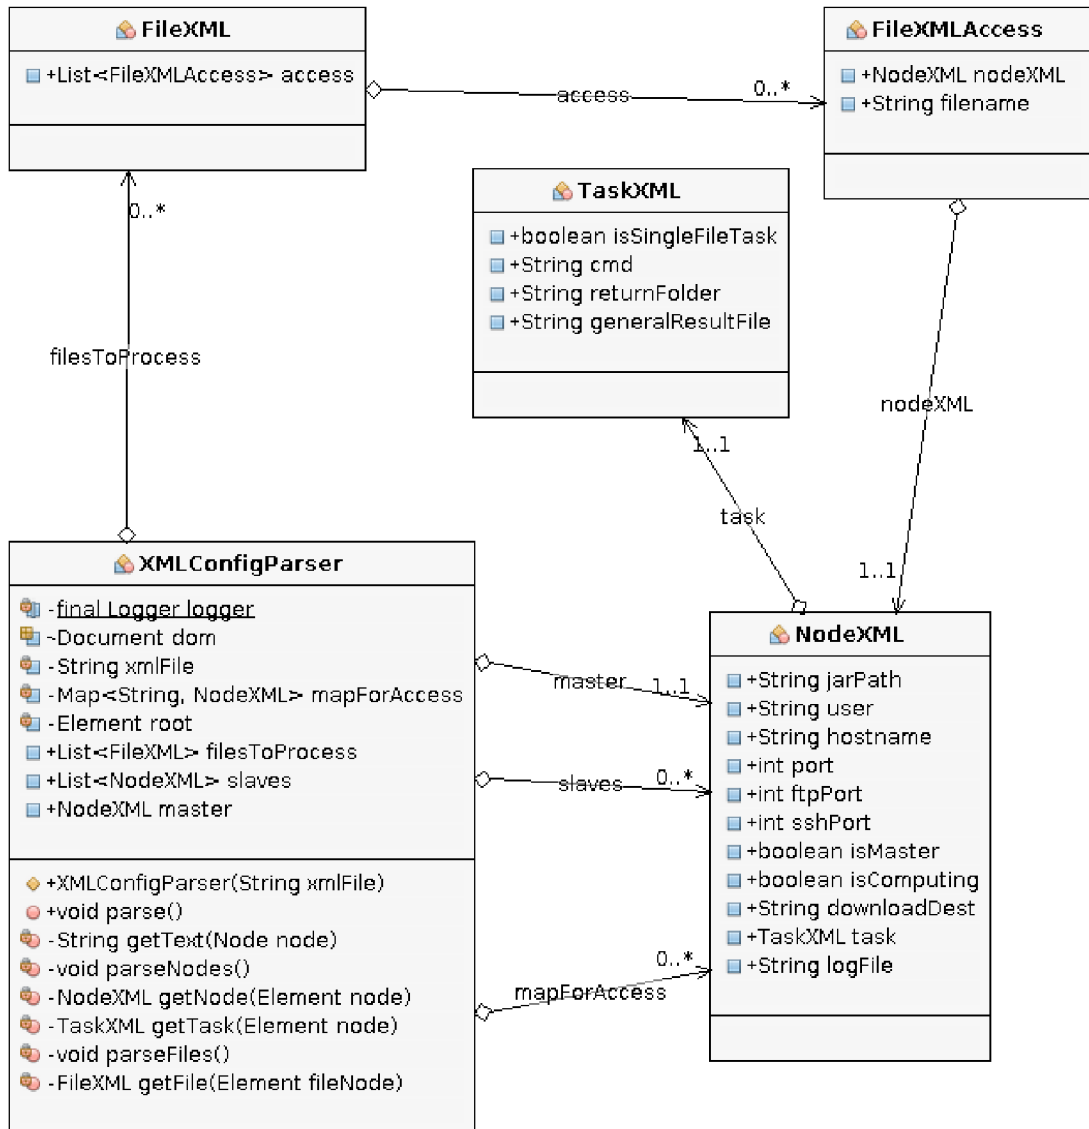 FileXML
+List<FileXMLAccess> access
FileXMLAccess
+NodeXML nodeXML
+String filename
access
0..*
TaskXML
+boolean isSingleFileTask
+String cmd
+String returnFolder
+String generalResultFile
0..*
filesToProcess
nodeXML
1..1
1..1
task
XMLConfigParser
-final Logger logger
~Document dom
-String xmlFile
-Map<String, NodeXML> mapForAccess
-Element root
+List<FileXML> filesToProcess
+List<NodeXML> slaves
+NodeXML master
+XMLConfigParser(String xmlFile)
+void parse()
-String getText(Node node)
-void parseNodes()
-NodeXML getNode(Element node)
-TaskXML getTask(Element node)
-void parseFiles()
-FileXML getFile(Element fileNode)
master
1..1
slaves
0..*
mapForAccess
0..*
NodeXML
+String jarPath
+String user
+String hostname
+int port
+int ftpPort
+int sshPort
+boolean isMaster
+boolean isComputing
+String downloadDest
+TaskXML task
+String logFile